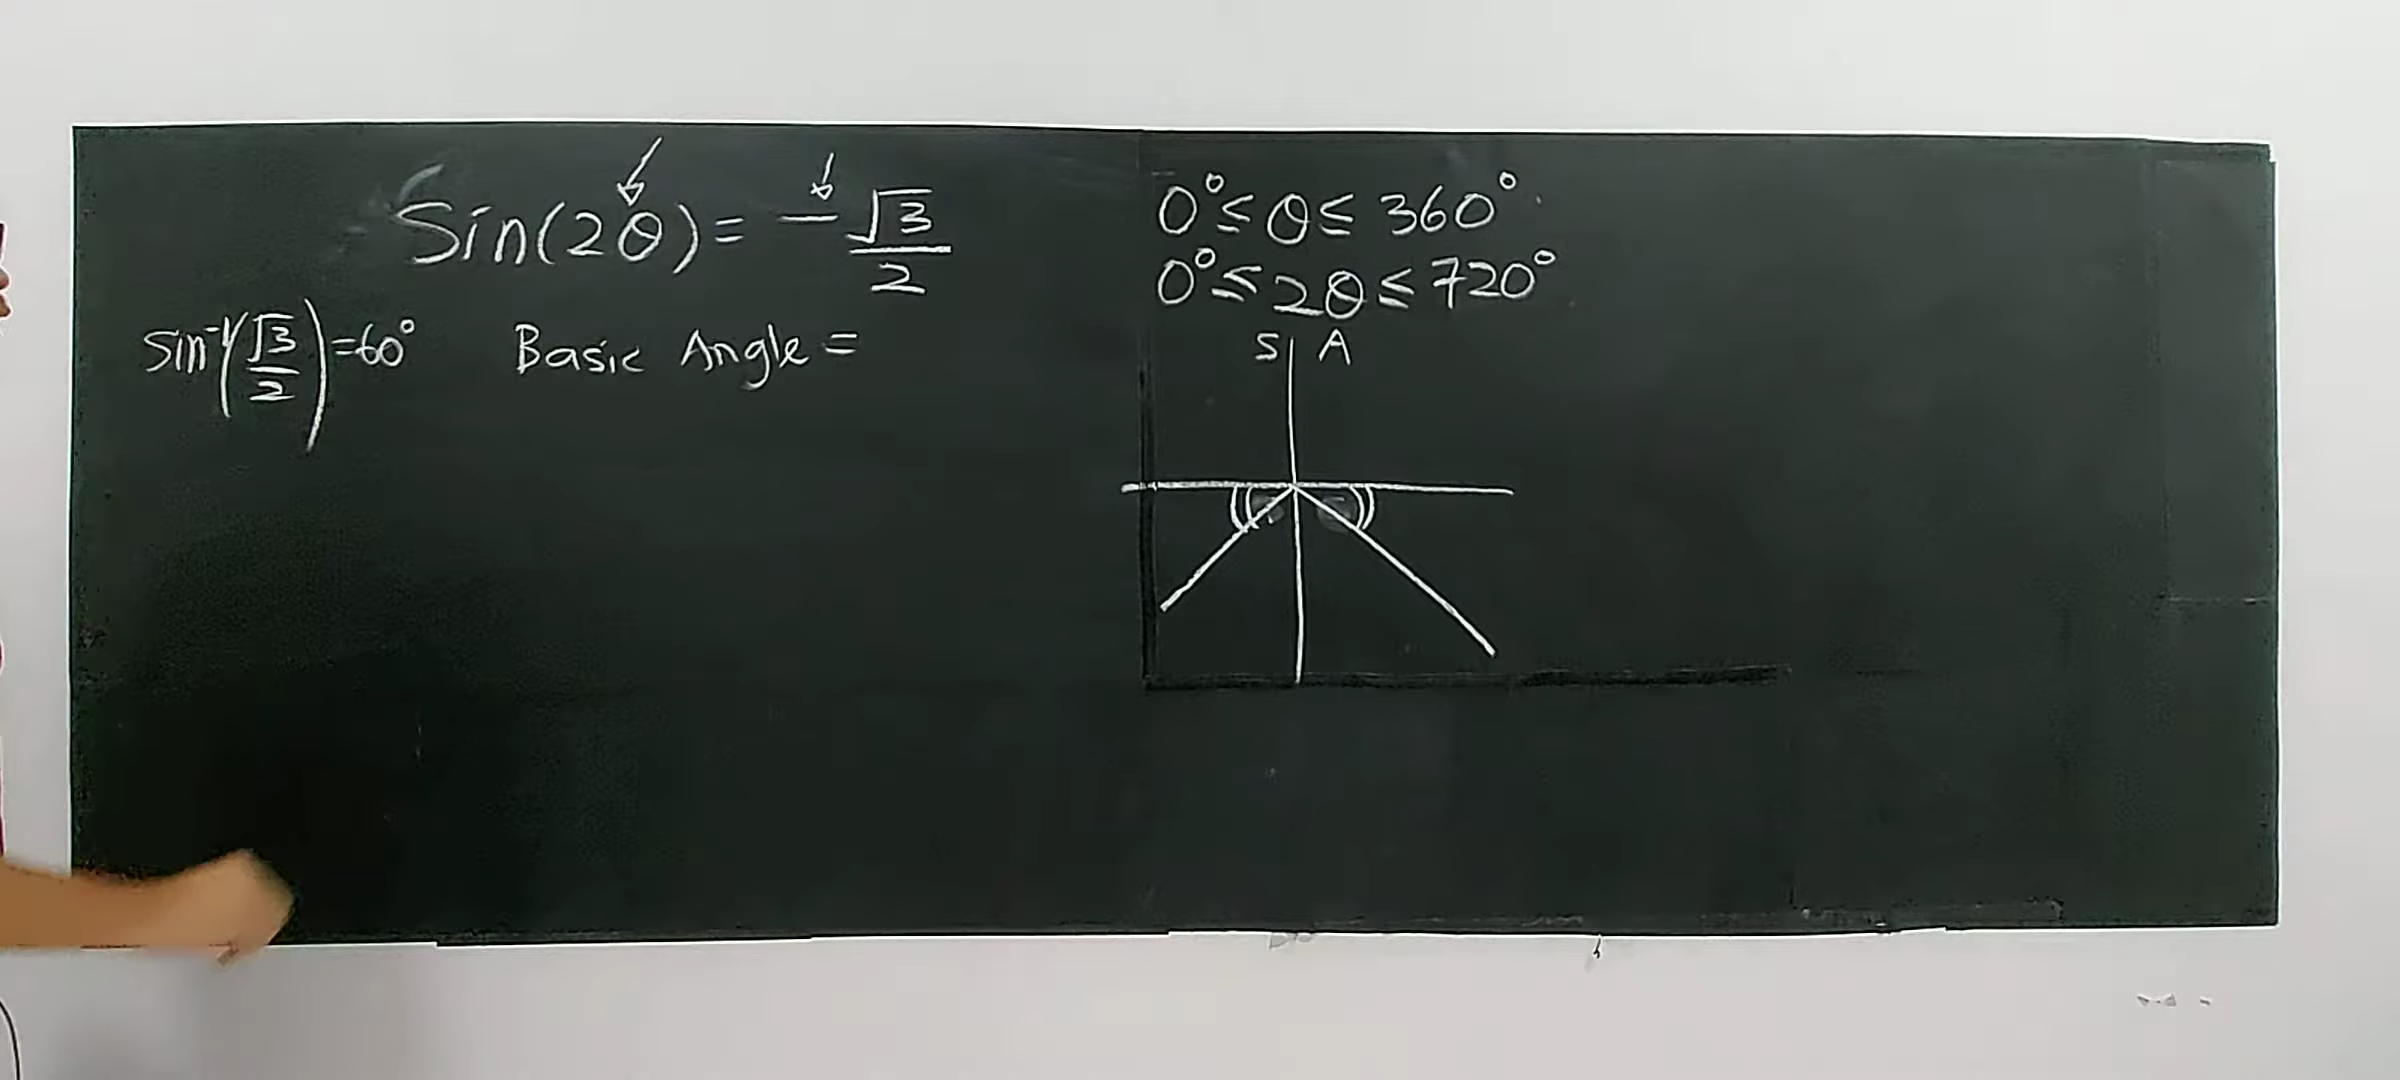 Sin(2θ) = -√3/2
0° ≤ θ ≤ 360°
0° ≤ 2θ ≤ 720°
sin⁻¹(√3/2) = 60°
Basic Angle =
S A